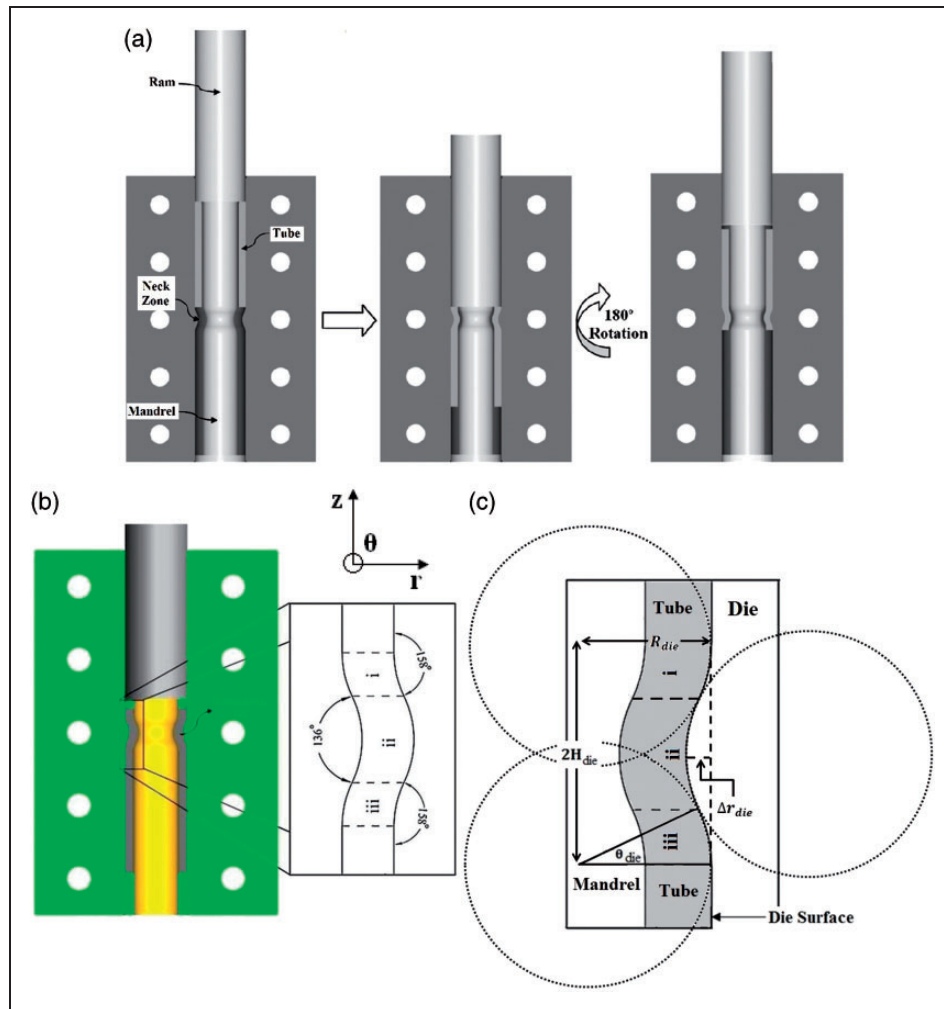 (a)
Ram
Tube
Neck
Zone
Mandrel
180°
Rotation
(b)
z
θ
r
158°
i
136°
ii
iii
158°
(c)
Tube
Die
R_die
i
2H_die
ii
Δr_die
iii
θ_die
Mandrel
Tube
Die Surface